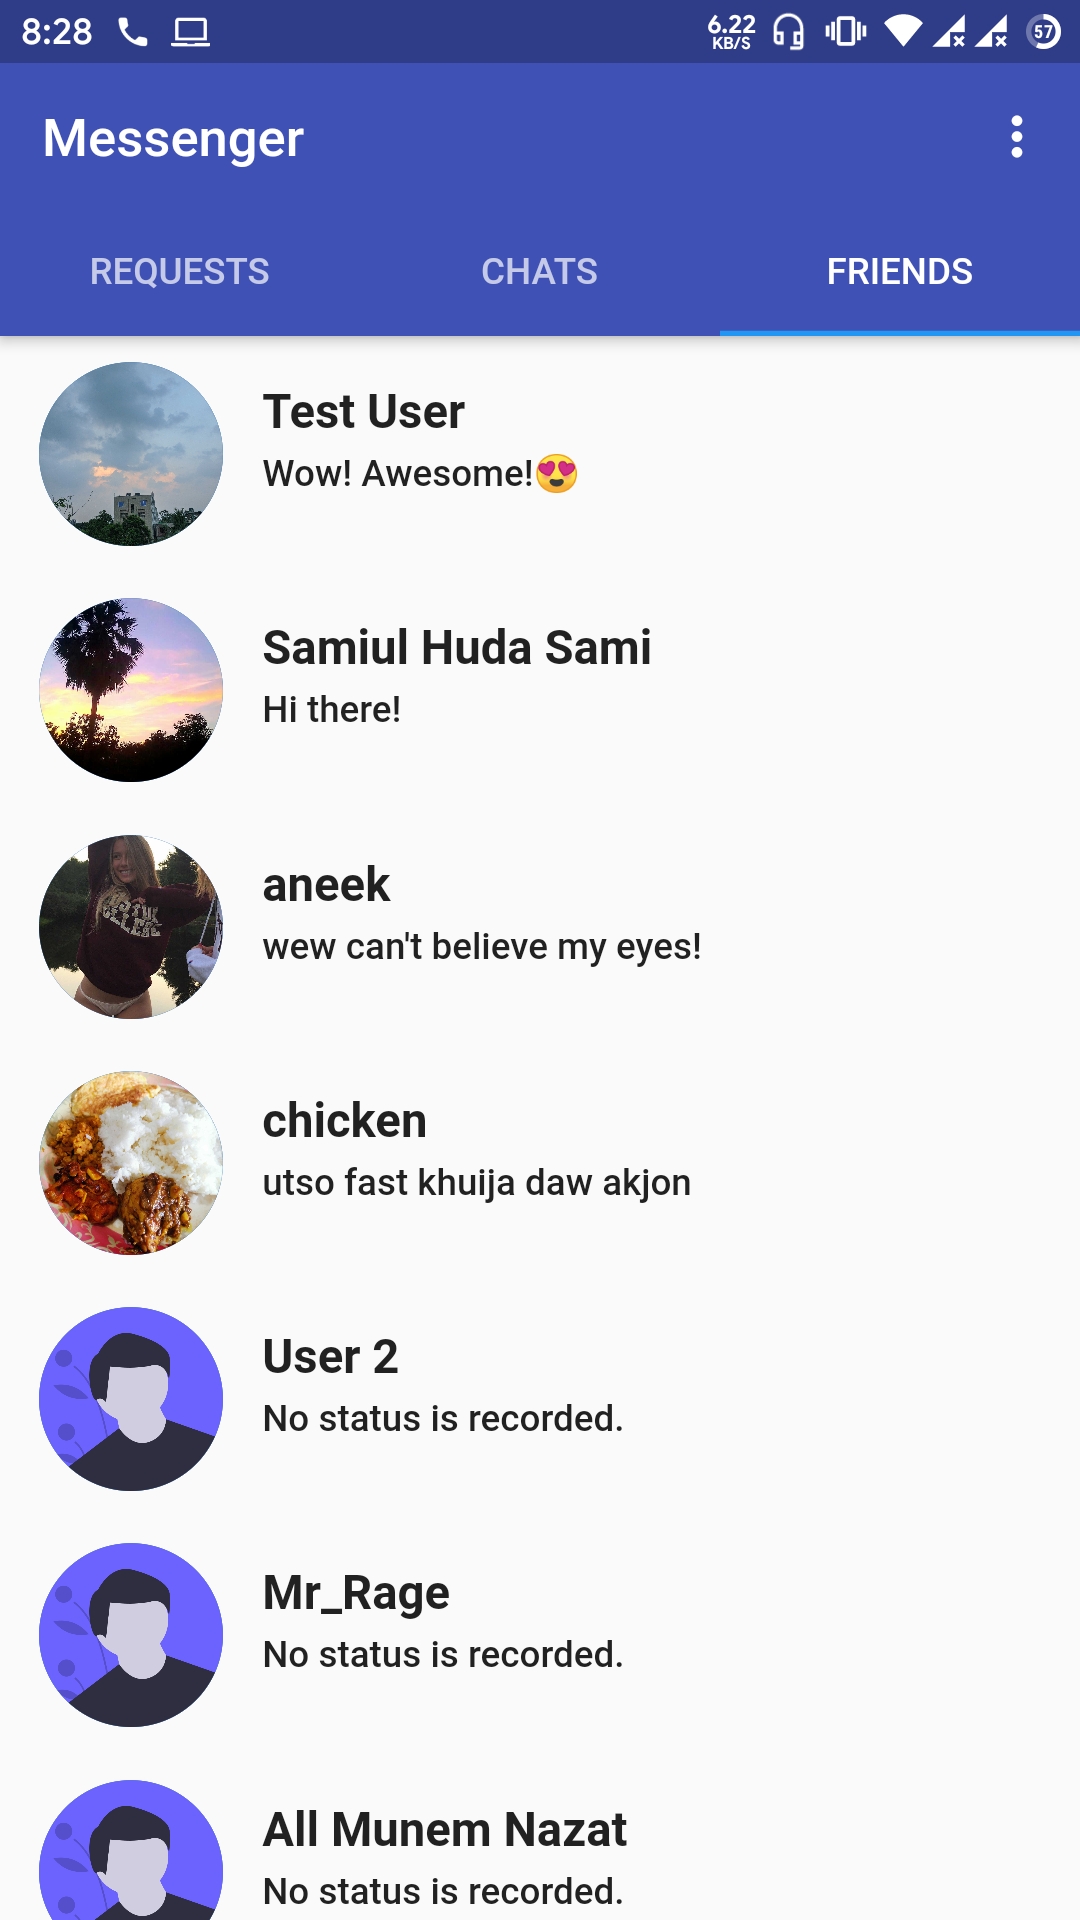 8:28
6.22
KB/S
57
Messenger
REQUESTS
CHATS
FRIENDS
Test User
Wow! Awesome!😍
Samiul Huda Sami
Hi there!
aneek
wew can't believe my eyes!
chicken
utso fast khuija daw akjon
User 2
No status is recorded.
Mr_Rage
No status is recorded.
All Munem Nazat
No status is recorded.